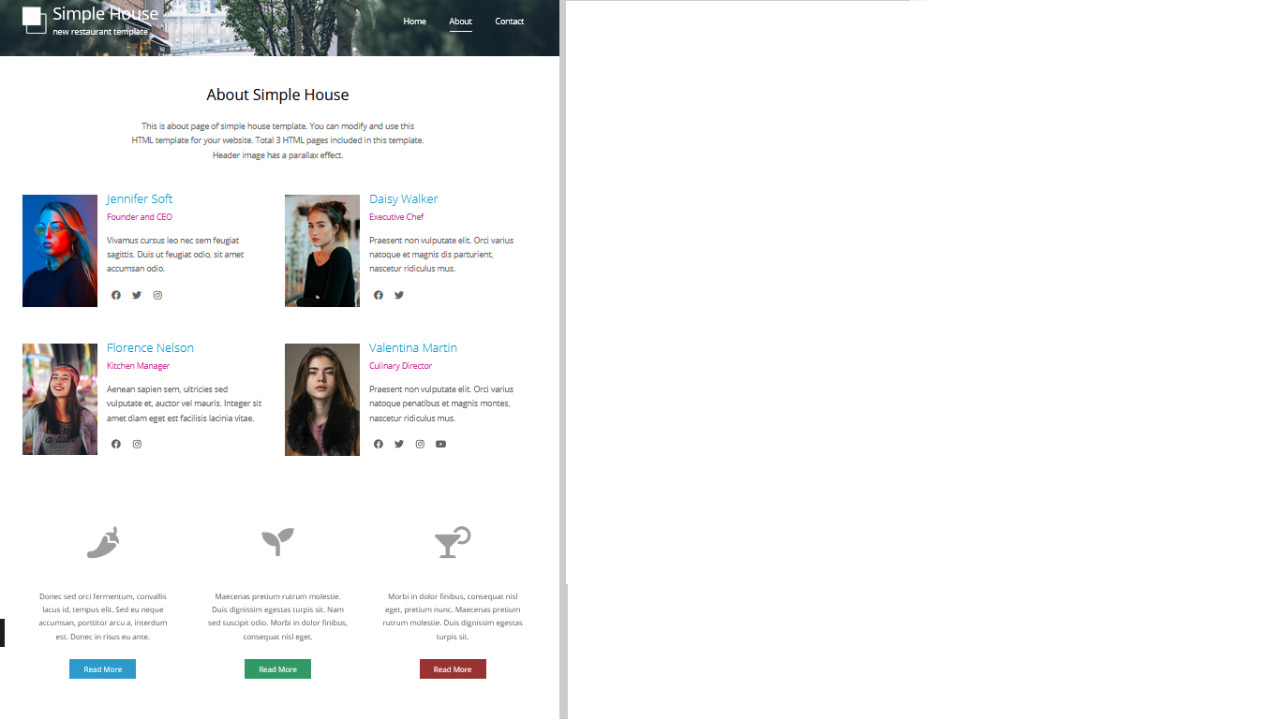 Simple House
new restaurant template
Home
About
Contact
About Simple House
This is about page of simple house template. You can modify and use this
HTML template for your website. Total 3 HTML pages included in this template.
Header image has a parallax effect.
Jennifer Soft
Founder and CEO
Vivamus cursus leo nec sem feugiat
sagittis. Duis ut feugiat odio, sit amet
accumsan odio.
Daisy Walker
Executive Chef
Praesent non vulputate elit. Orci varius
natoque et magnis dis parturient,
nascetur ridiculus mus.
Florence Nelson
Kitchen Manager
Aenean sapien sem, ultricies sed
vulputate et, auctor vel mauris. Integer sit
amet diam eget est facilisis lacinia vitae.
Valentina Martin
Culinary Director
Praesent non vulputate elit. Orci varius
natoque penatibus et magnis montes,
nascetur ridiculus mus.
Donec sed orci fermentum, convallis
lacus id, tempus elit. Sed eu neque
accumsan, porttitor arcu a, interdum
est. Donec in risus eu ante.
Read More
Maecenas pretium rutrum molestie.
Duis dignissim egestas turpis sit. Nam
sed suscipit odio. Morbi in dolor finibus,
consequat nisl eget.
Read More
Morbi in dolor finibus, consequat nisl
eget, pretium nunc. Maecenas pretium
rutrum molestie. Duis dignissim egestas
turpis sit.
Read More